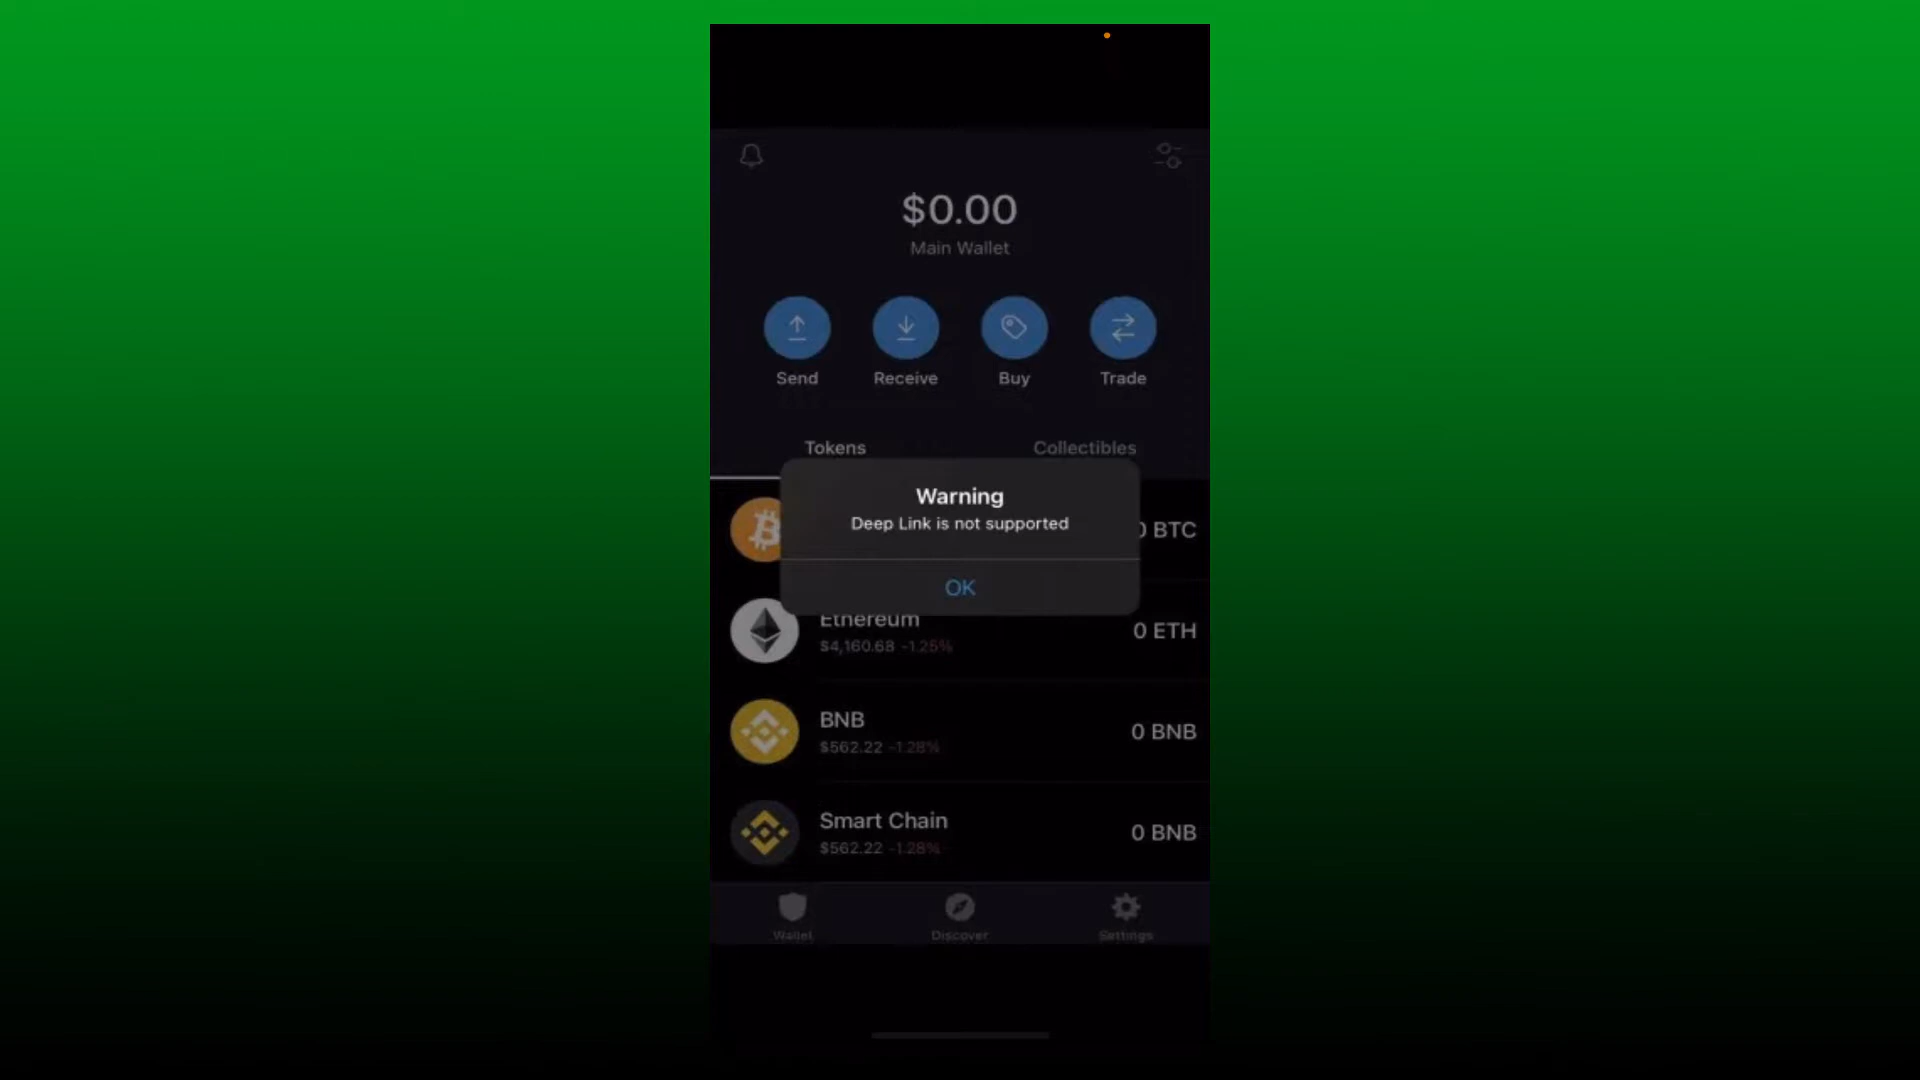 $0.00
Main Wallet
Send
Receive
Buy
Trade
Tokens
Collectibles
Warning
Deep Link is not supported
OK
BTC
Ethereum
$4,160.68 -1.25%
0 ETH
BNB
$562.22 -1.28%
0 BNB
Smart Chain
$562.22 -1.28%
0 BNB
Wallet
Discover
Settings